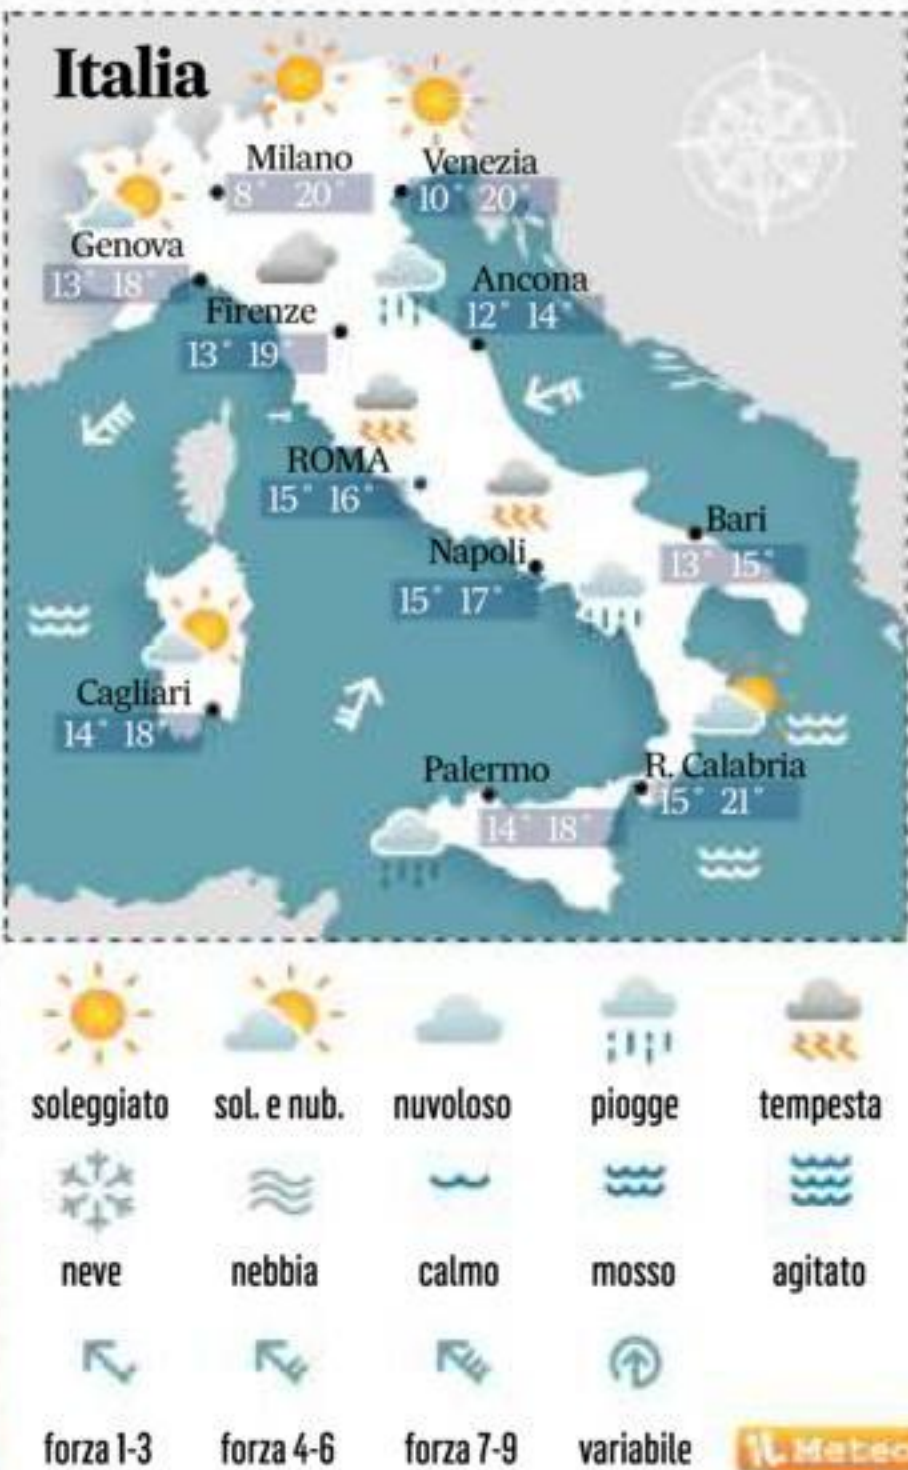 Italia
Milano
8° 20°
Venezia
10° 20°
Genova
13° 18°
Ancona
12° 14°
Firenze
13° 19°
ROMA
15° 16°
Bari
13° 15°
Napoli
15° 17°
Cagliari
14° 18°
Palermo
14° 18°
R. Calabria
15° 21°
soleggiato sol. e nub. nuvoloso piogge tempesta
neve nebbia calmo mosso agitato
forza 1-3 forza 4-6 forza 7-9 variabile
iL Meteo